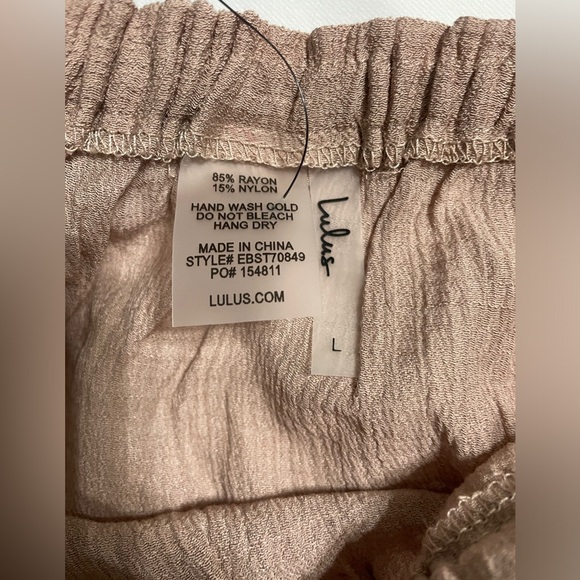 85% RAYON
15% NYLON
HAND WASH COLD
DO NOT BLEACH
HANG DRY
MADE IN CHINA
STYLE# EBST70849
PO# 154811
LULUS.COM
Lulus
L